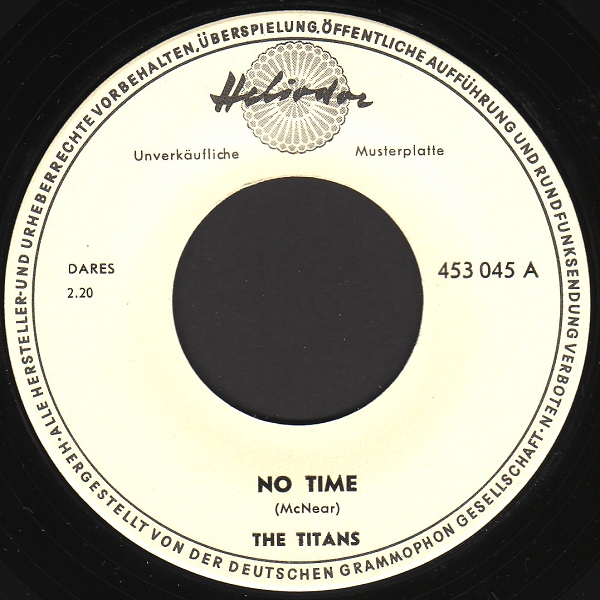 Heliodor
Unverkäufliche Musterplatte
DARES
2.20
453 045 A
NO TIME
(McNear)
THE TITANS
·ALLE HERSTELLER-UND URHEBERRECHTE VORBEHALTEN, ÜBERSPIELUNG, ÖFFENTLICHE AUFFÜHRUNG UND RUNDFUNKSENDUNG VERBOTEN·
HERGESTELLT VON DER DEUTSCHEN GRAMMOPHON GESELLSCHAFT·